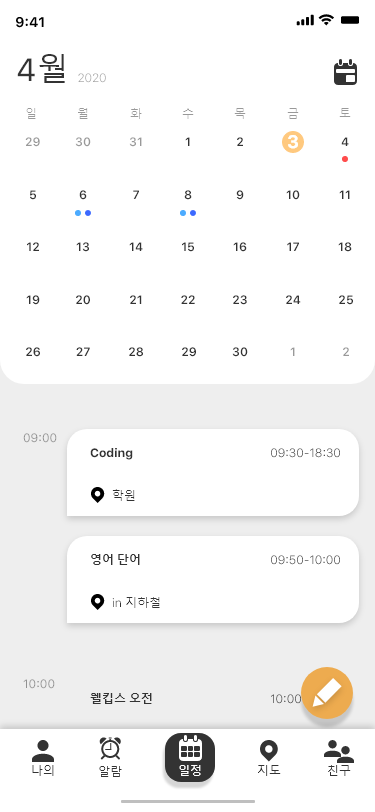 9:41
4월 2020
일 월 화 수 목 금 토
29 30 31 1 2 3 4
5 6 7 8 9 10 11
12 13 14 15 16 17 18
19 20 21 22 23 24 25
26 27 28 29 30 1 2
09:00
Coding 09:30-18:30
학원
영어 단어 09:50-10:00
in 지하철
10:00
웰킵스 오전 10:00
나의 알람 일정 지도 친구